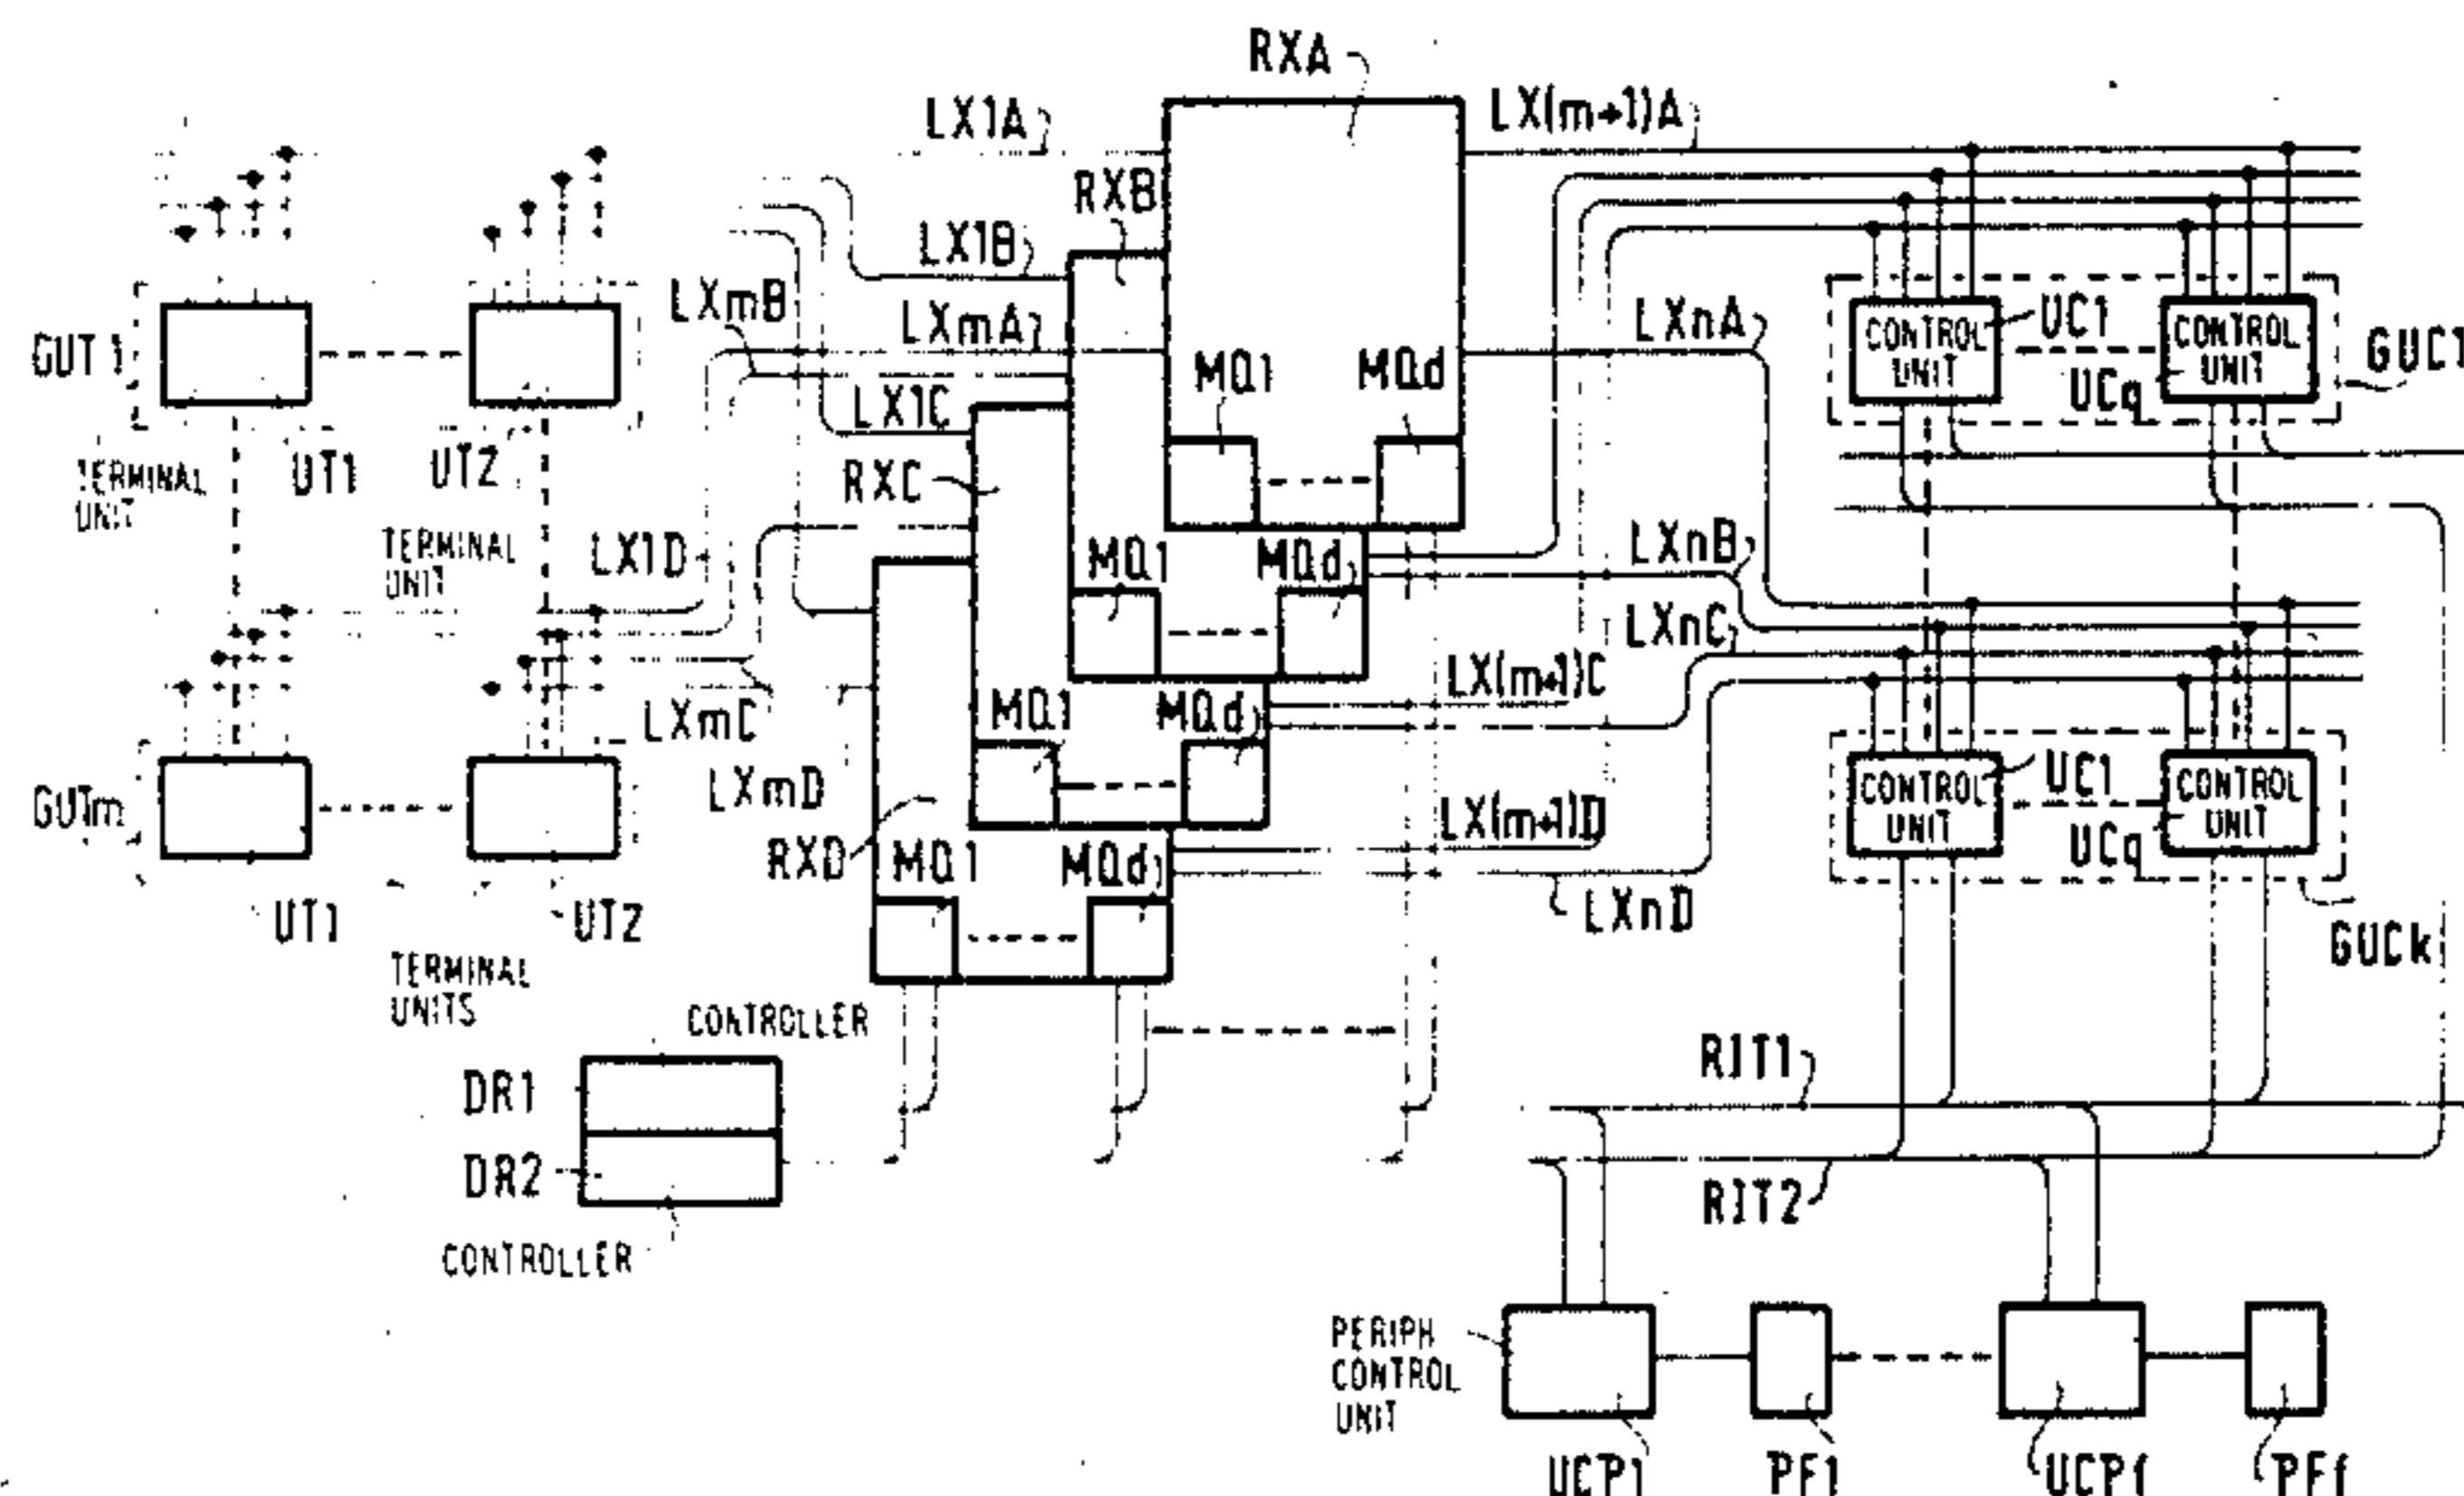 RXA
LX1A
LX(m+1)A
RXB
LX1B
LXmB
LXmA
LXnA
UC1
CONTROL
UNIT
CONTROL
UNIT
GUT1
MQ1
MQd
GUC1
UCq
LX1C
TERMINAL
UNIT
UT1
UT2
RXC
TERMINAL
UNIT
LX1D
MQ1
MQd
LXnB
LXnC
LX(m+1)C
MQ1
MQd
LXmC
LXmD
GUTm
UC1
CONTROL
UNIT
CONTROL
UNIT
UCq
RXD
MQ1
MQd
LX(m+1)D
LXnD
UT1
UT2
GUCk
TERMINAL
UNITS
CONTROLLER
DR1
DR2
CONTROLLER
RIT1
RIT2
PERIPH
CONTROL
UNIT
UCP1
PF1
UCPf
PFf